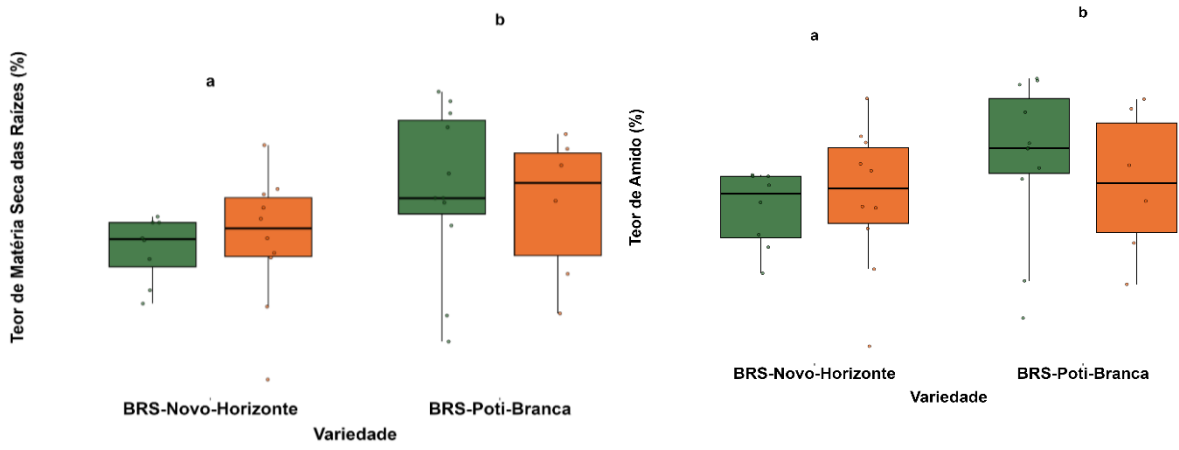 b
a
Teor de Matéria Seca das Raízes (%)
BRS-Novo-Horizonte
BRS-Poti-Branca
Variedade
b
a
Teor de Amido (%)
BRS-Novo-Horizonte
BRS-Poti-Branca
Variedade